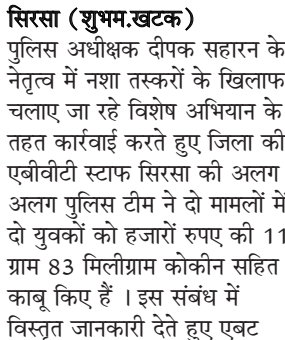 सिरसा (शुभम.खटक)
पुलिस अधीक्षक दीपक सहारन के
नेतृत्व में नशा तस्करों के खिलाफ
चलाए जा रहे विशेष अभियान के
तहत कार्रवाई करते हुए जिला की
एबीवीटी स्टाफ सिरसा की अलग
अलग पुलिस टीम ने दो मामलों में
दो युवकों को हजारों रुपए की 11
ग्राम 83 मिलीग्राम कोकीन सहित
काबू किए हैं । इस संबंध में
विस्तृत जानकारी देते हुए एबट